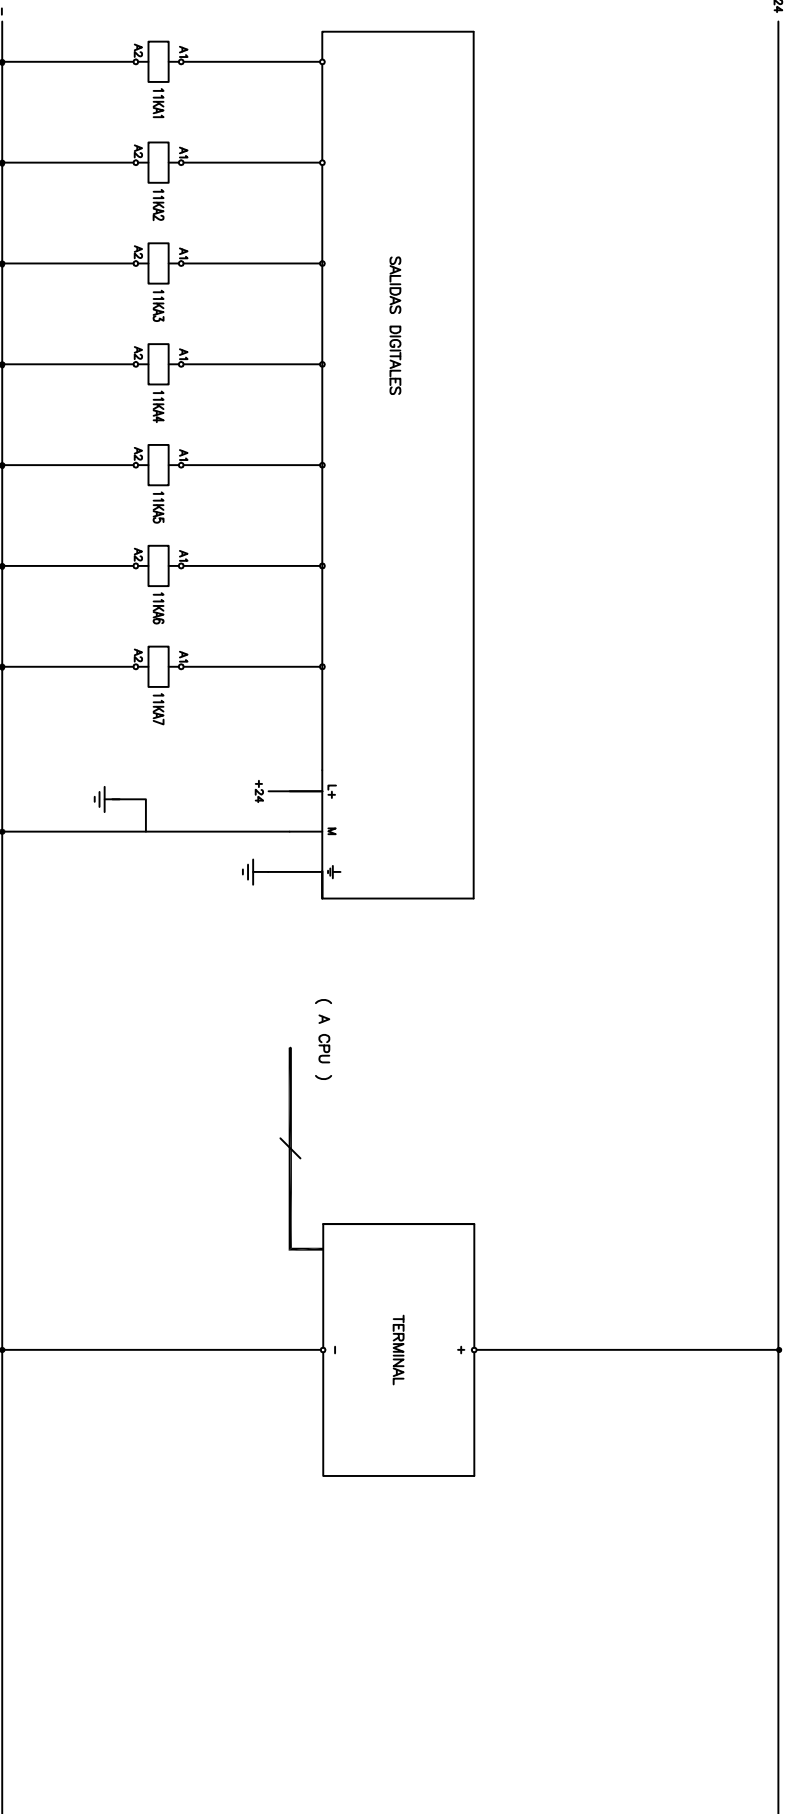 24
SALIDAS DIGITALES
L+
M
+24
A1
A2
11KA1
A1
A2
11KA2
A1
A2
11KA3
A1
A2
11KA4
A1
A2
11KA5
A1
A2
11KA6
A1
A2
11KA7
( A CPU )
+
TERMINAL
-
-